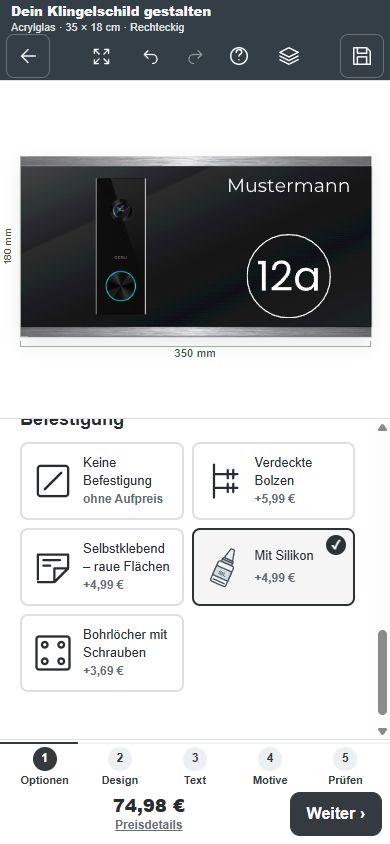 Dein Klingelschild gestalten
Acrylglas · 35 × 18 cm · Rechteckig
Mustermann
12a
180 mm
350 mm
Befestigung
Keine
Befestigung
ohne Aufpreis
Verdeckte
Bolzen
+5,99 €
Selbstklebend
– raue Flächen
+4,99 €
Mit Silikon
+4,99 €
Bohrlöcher mit
Schrauben
+3,69 €
1
Optionen
2
Design
3
Text
4
Motive
5
Prüfen
74,98 €
Preisdetails
Weiter ›